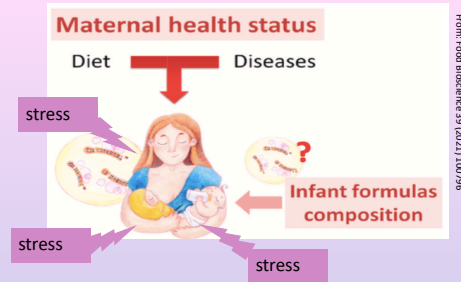 Maternal health status
Diet
Diseases
stress
?
Infant formulas
composition
stress
stress
From: Food Bioscience 39 (2021) 100796